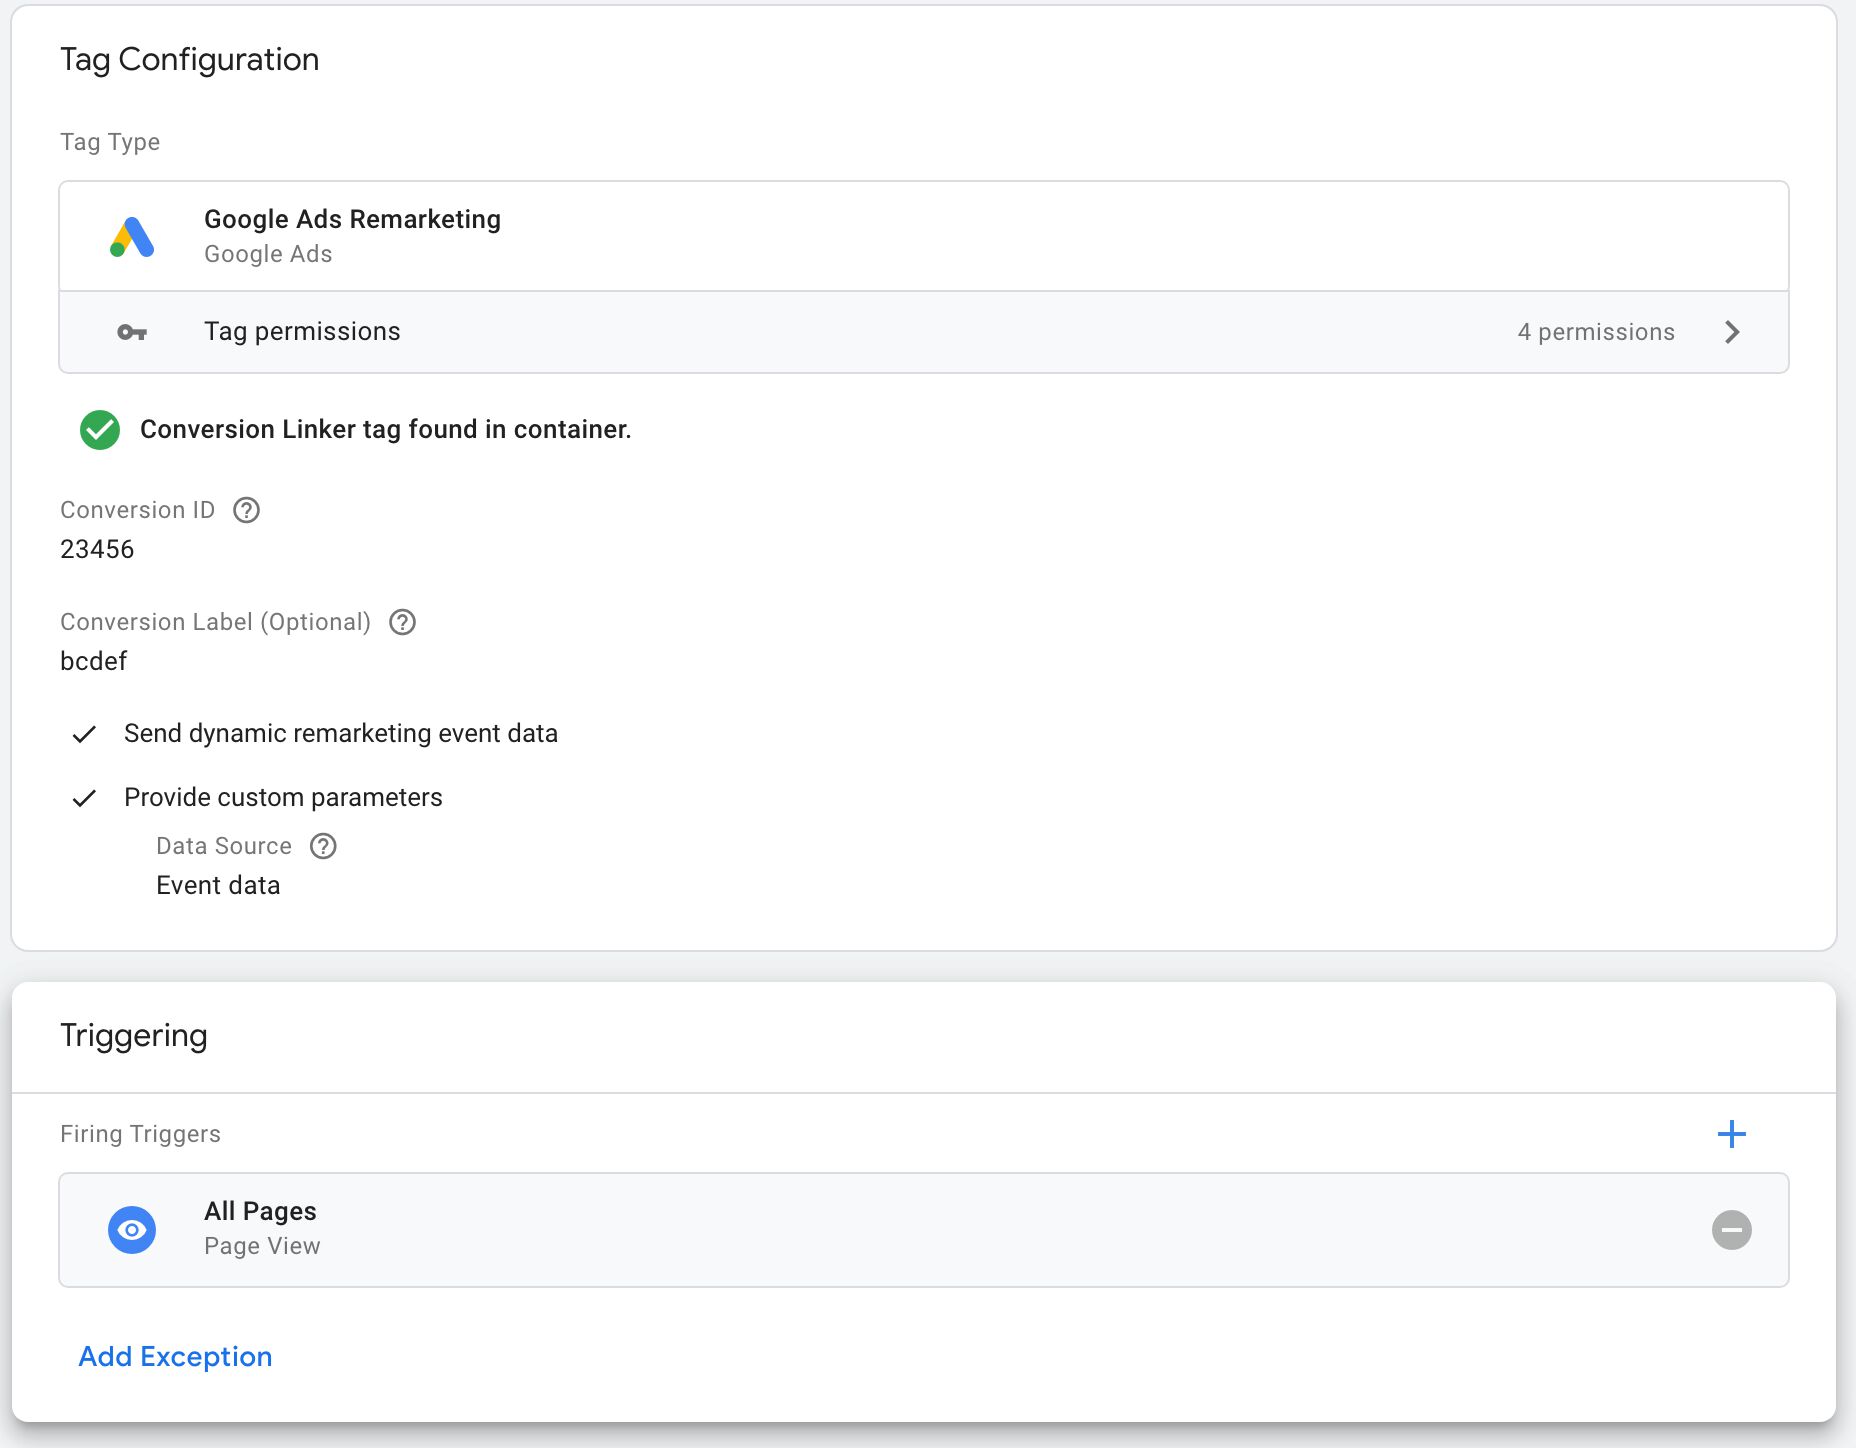 Tag Configuration
Tag Type
Google Ads Remarketing
Google Ads
Tag permissions
4 permissions
Conversion Linker tag found in container.
Conversion ID
23456
Conversion Label (Optional)
bcdef
Send dynamic remarketing event data
Provide custom parameters
Data Source
Event data
Triggering
Firing Triggers
All Pages
Page View
Add Exception